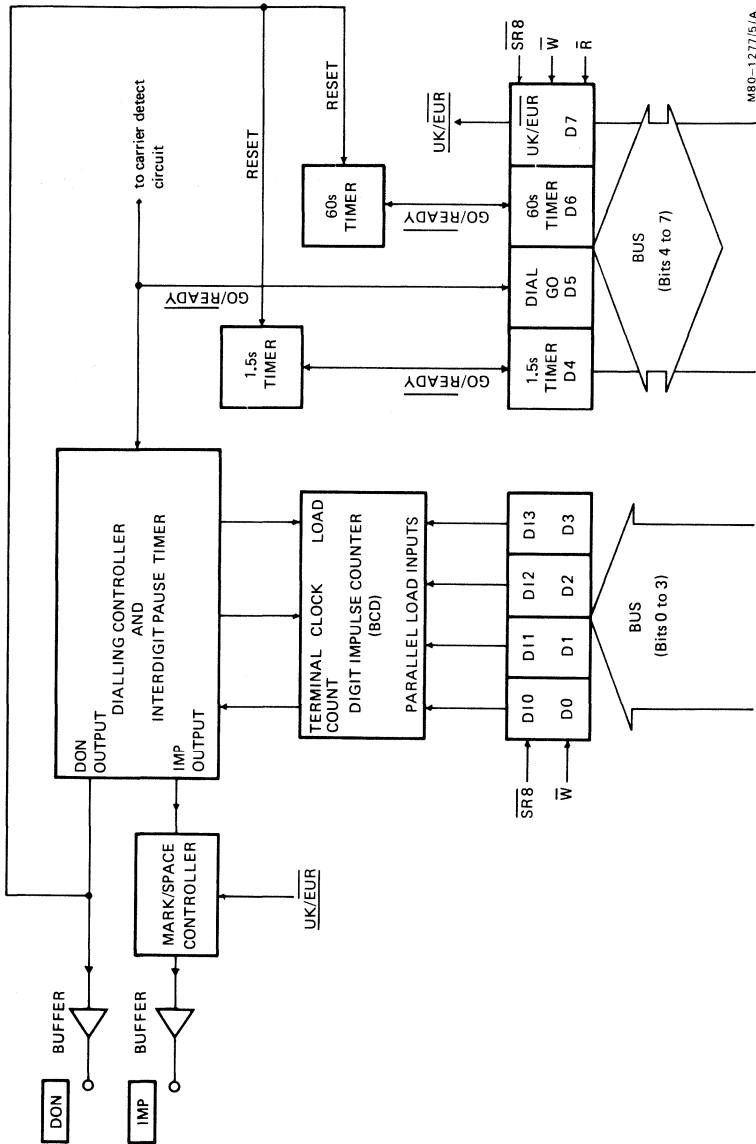 DON
BUFFER
IMP
BUFFER
DON
OUTPUT
DIALLING CONTROLLER
AND
INTERDIGIT PAUSE TIMER
IMP
OUTPUT
MARK/SPACE
CONTROLLER
UK/EUR
to carrier detect
circuit
RESET
RESET
TERMINAL CLOCK LOAD
COUNT
DIGIT IMPULSE COUNTER
(BCD)
PARALLEL LOAD INPUTS
1.5s
TIMER
60s
TIMER
GO/READY
GO/READY
GO/READY
UK/EUR
SR8
W
DI0 DI1 DI2 DI3
D0 D1 D2 D3
1.5s
TIMER
D4
DIAL
GO
D5
60s
TIMER
D6
UK/EUR
D7
SR8
W
R
BUS
(Bits 0 to 3)
BUS
(Bits 4 to 7)
M80-1277/5/A